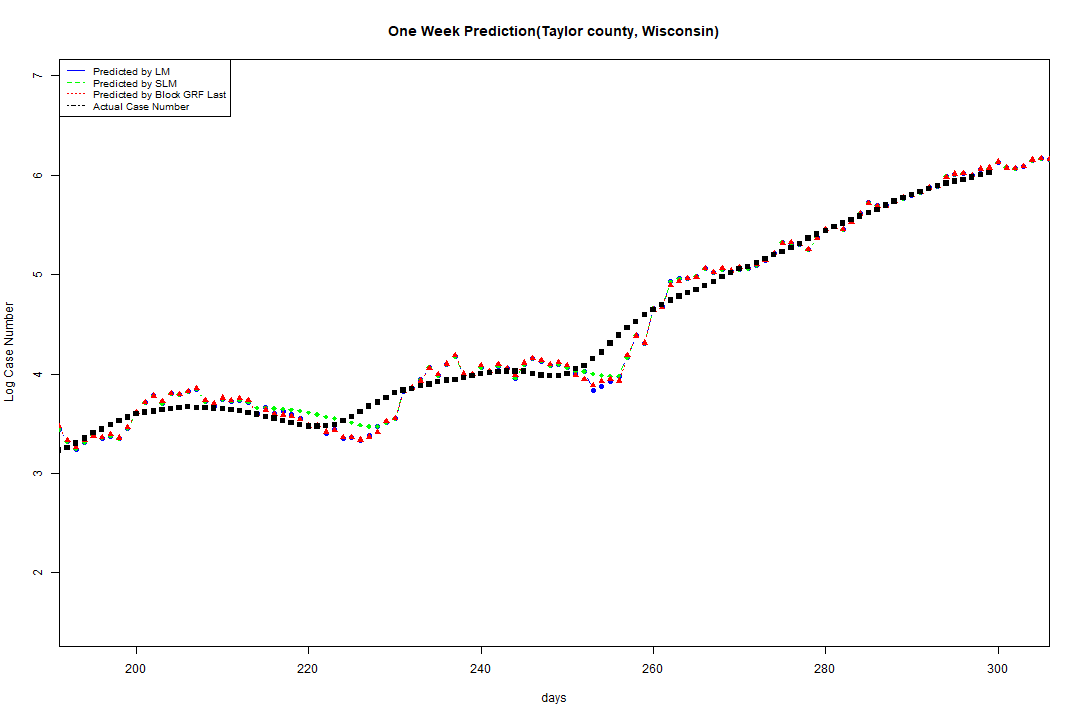 One Week Prediction(Taylor county, Wisconsin)
Predicted by LM
Predicted by SLM
Predicted by Block GRF Last
Actual Case Number
Log Case Number
7
6
5
4
3
2
200 220 240 260 280 300
days